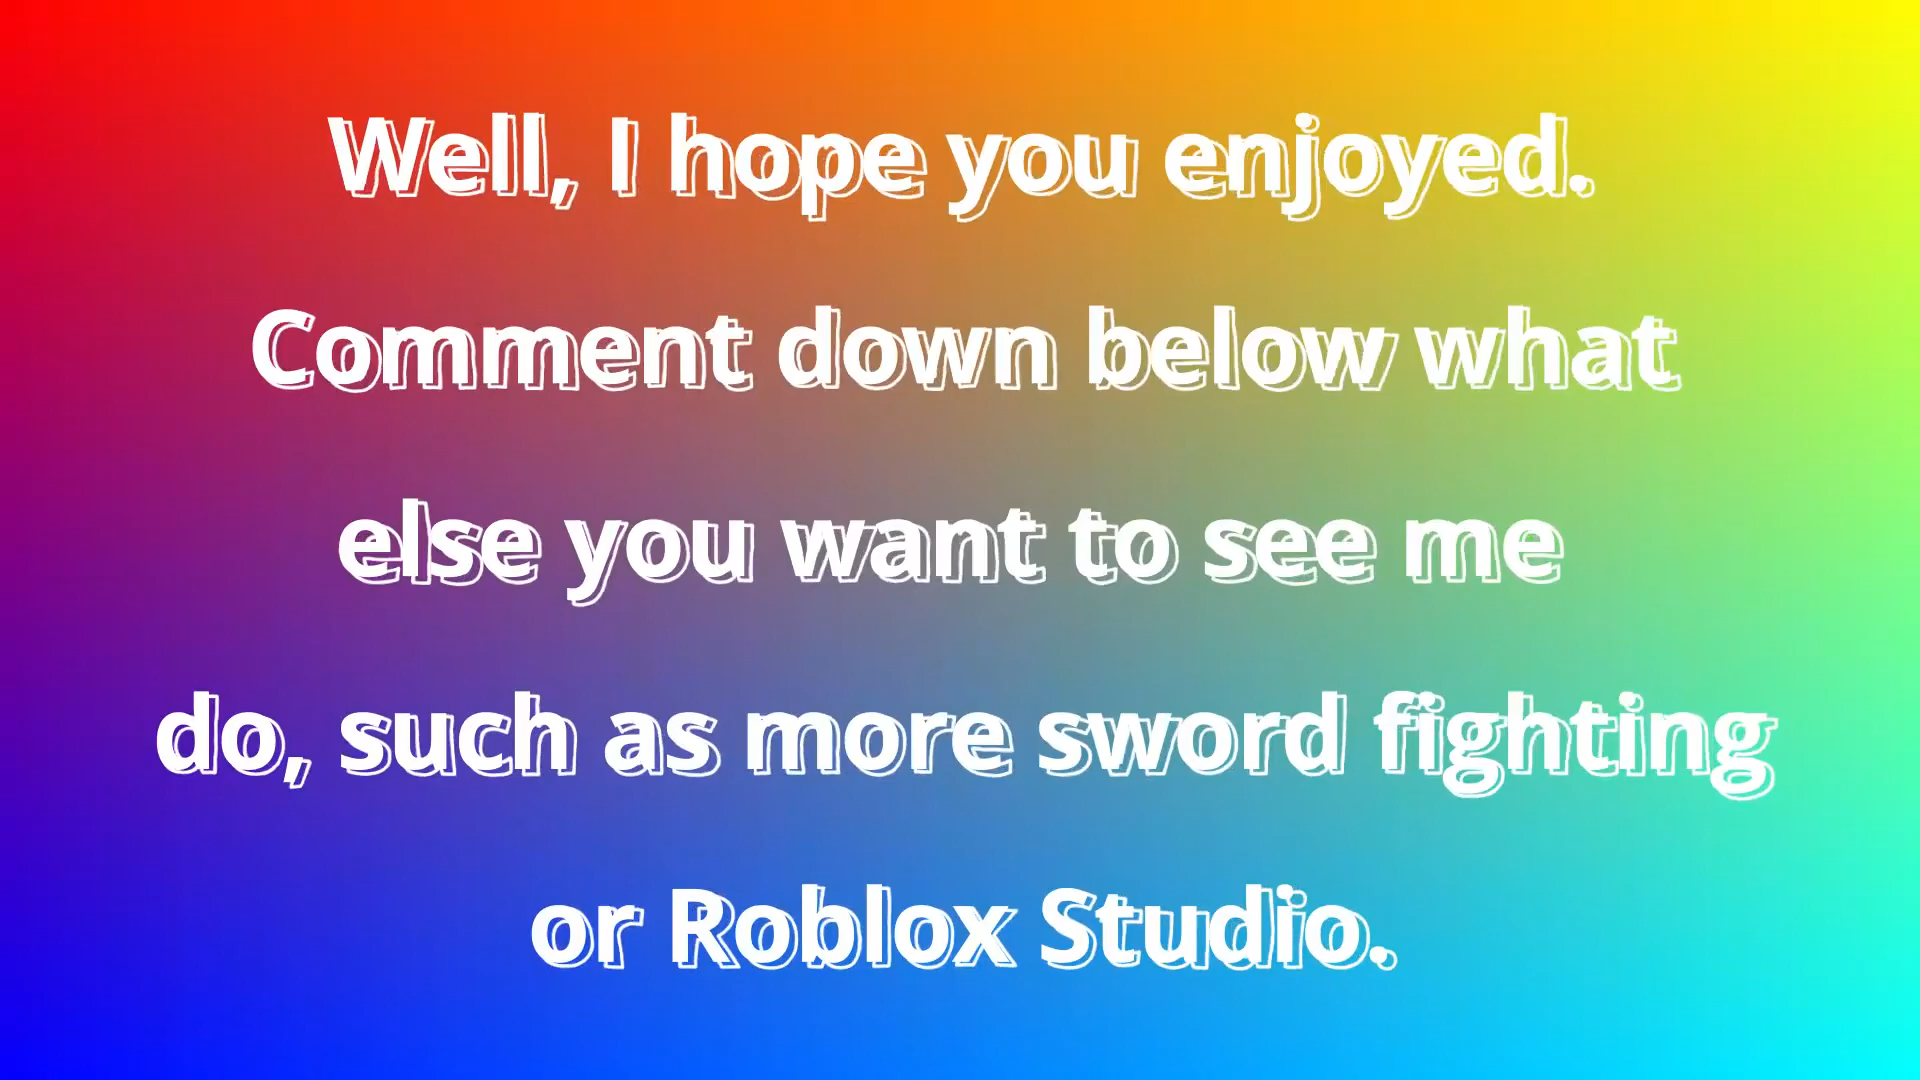 Well, I hope you enjoyed.
Comment down below what
else you want to see me
do, such as more sword fighting
or Roblox Studio.